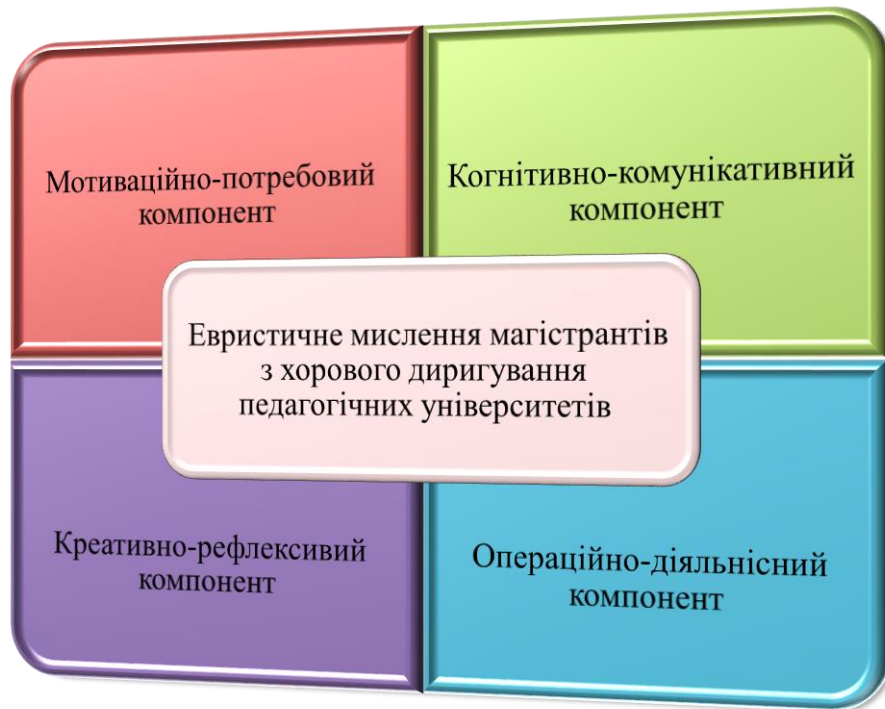 Мотиваційно-потребовий
компонент
Когнітивно-комунікативний
компонент
Евристичне мислення магістрантів
з хорового диригування
педагогічних університетів
Креативно-рефлексивий
компонент
Операційно-діяльнісний
компонент